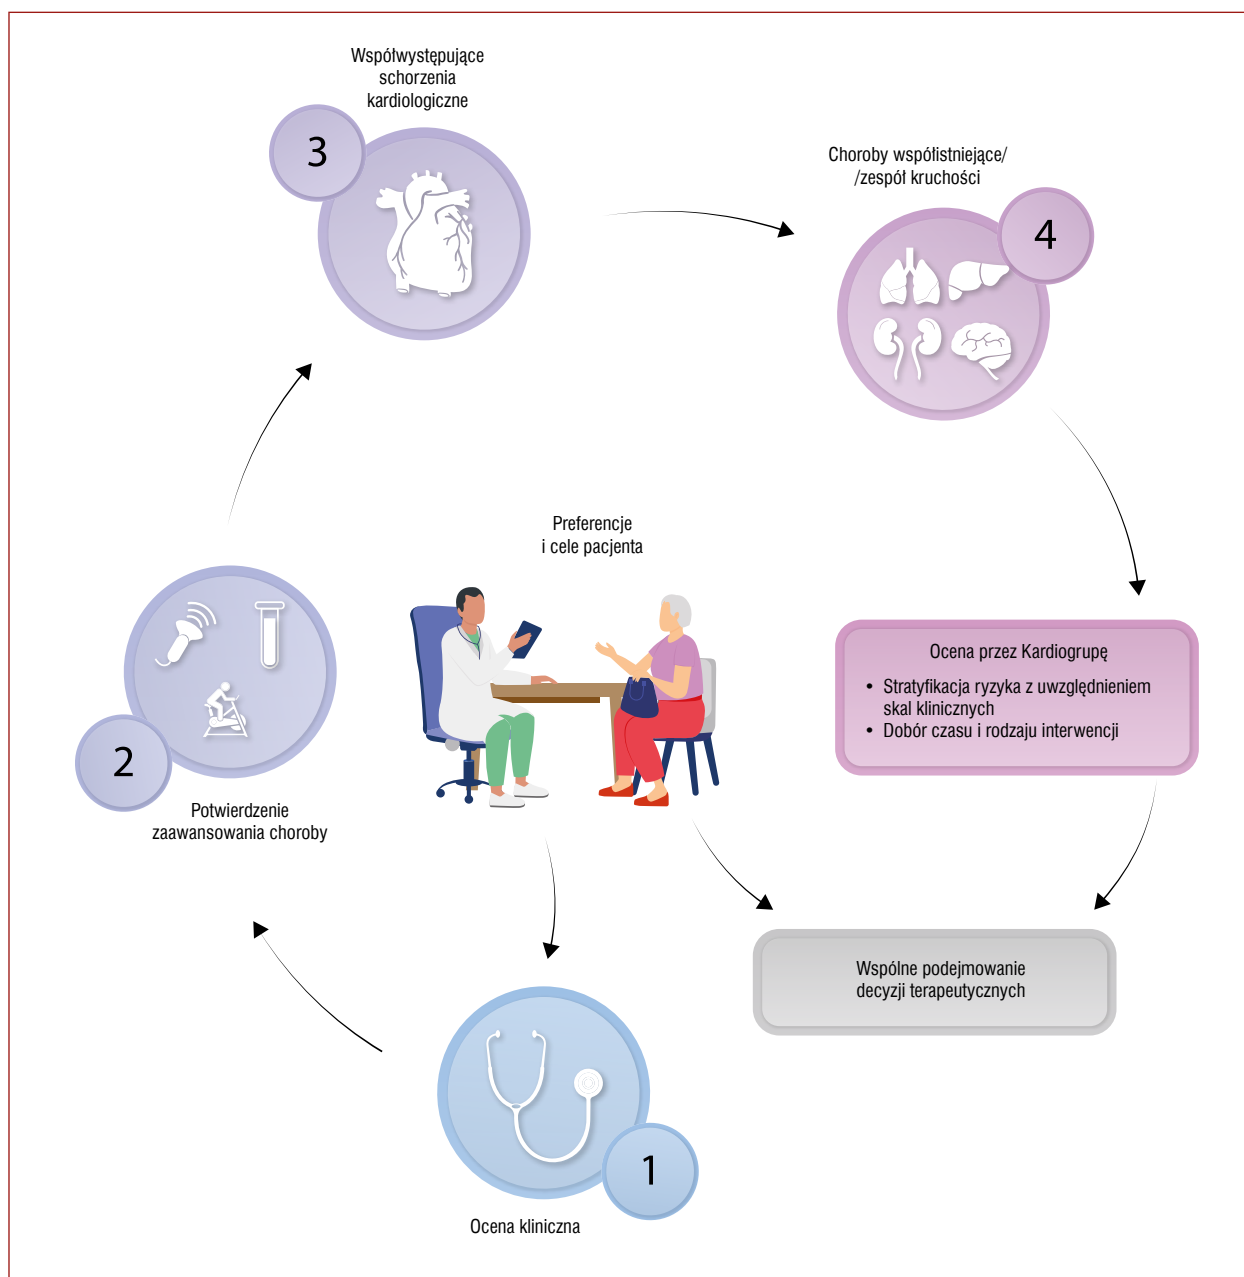 Współwystępujące
schorzenia
kardiologiczne
3
Choroby współistniejące/
/zespół kruchości
4
Preferencje
i cele pacjenta
2
Potwierdzenie
zaawansowania choroby
Ocena przez Kardiogrupę
• Stratyfikacja ryzyka z uwzględnieniem
skal klinicznych
• Dobór czasu i rodzaju interwencji
Wspólne podejmowanie
decyzji terapeutycznych
1
Ocena kliniczna